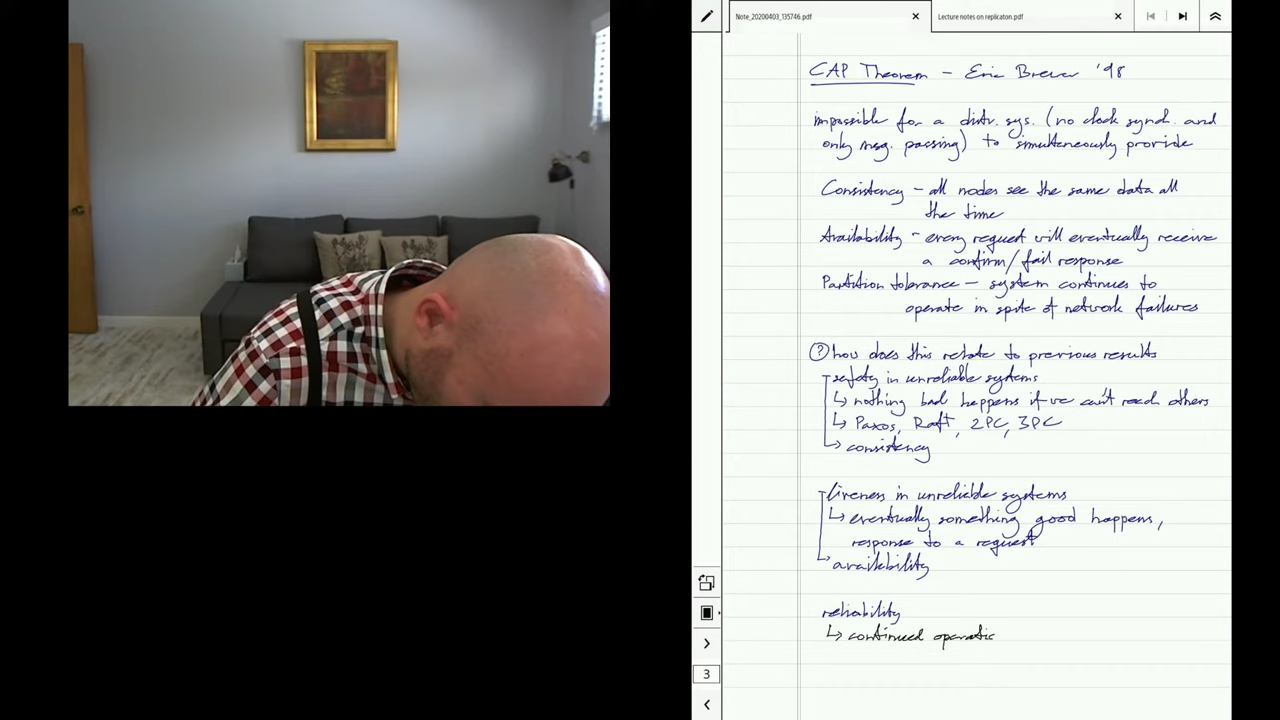 Note_20200403_135746.pdf
Lecture notes on replicaton.pdf
CAP Theorem - Eric Brewer '98
impossible for a distr. sys. (no clock synch. and
only msg. passing) to simultaneously provide
Consistency - all nodes see the same data all
the time
Availability - every request will eventually receive
a confirm/fail response
Partition tolerance - system continues to
operate in spite of network failures
? how does this relate to previous results
safety in unreliable systems
↳ nothing bad happens if we can't reach others
↳ Paxos, Raft, 2PC, 3PC
↳ consistency
liveness in unreliable systems
↳ eventually something good happens,
response to a request
↳ availability
reliability
↳ continued operatio
3